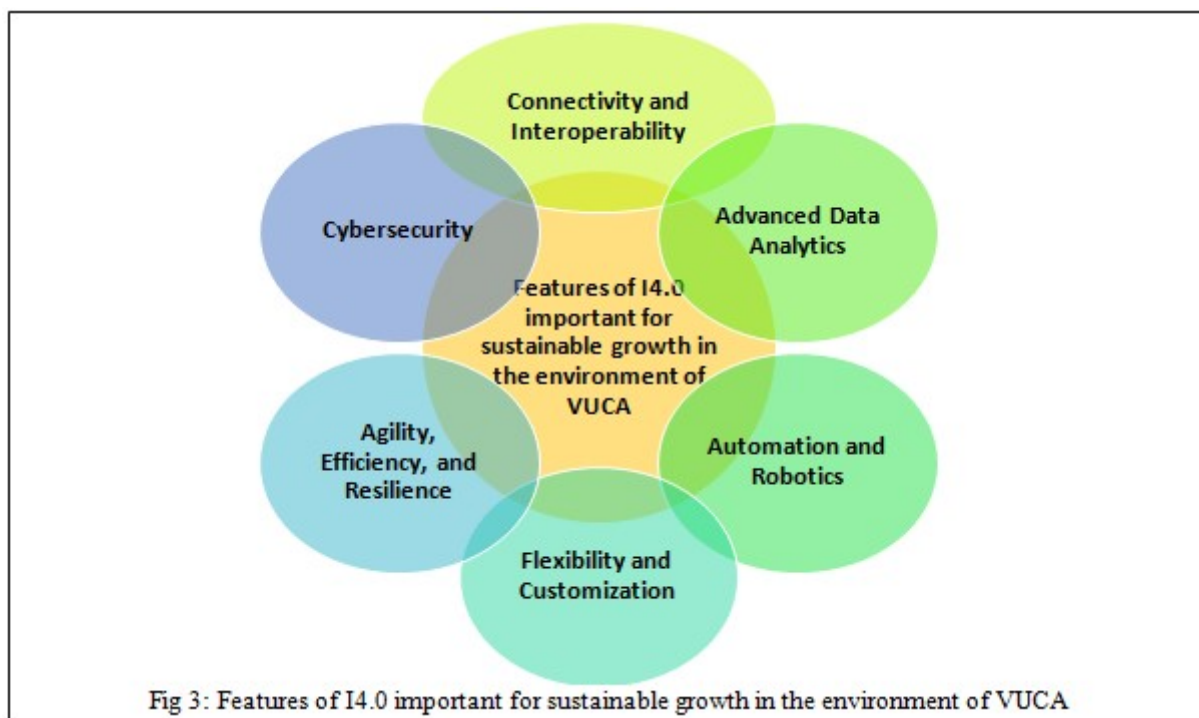 Connectivity and
Interoperability
Advanced Data
Analytics
Automation and
Robotics
Flexibility and
Customization
Agility,
Efficiency, and
Resilience
Cybersecurity
Features of I4.0
important for
sustainable growth in
the environment of
VUCA
Fig 3: Features of I4.0 important for sustainable growth in the environment of VUCA